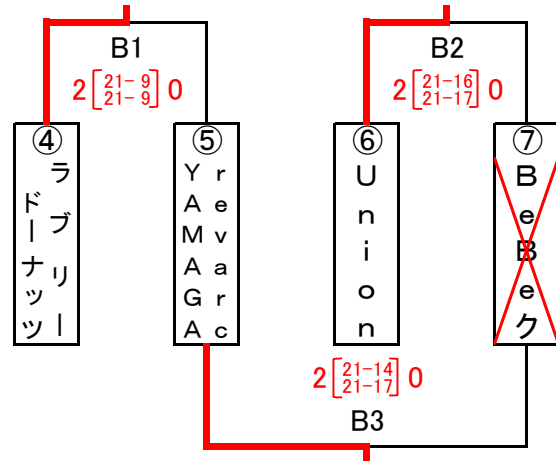 B1
B2
2[21-9 21-9]0
2[21-16 21-17]0
④
ラブリー
ドーナッツ
⑤
revarc
YAMAGA
⑥
Union
⑦
BeBeク
2[21-14 21-17]0
B3